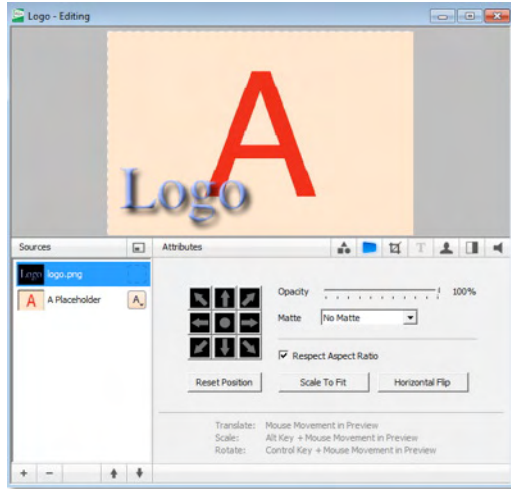 Logo - Editing
A
Logo
Sources
Attributes
T
Logo logo.png
A A Placeholder A
Opacity 100%
Matte No Matte
Respect Aspect Ratio
Reset Position Scale To Fit Horizontal Flip
Translate: Mouse Movement in Preview
Scale: Alt Key + Mouse Movement in Preview
Rotate: Control Key + Mouse Movement in Preview